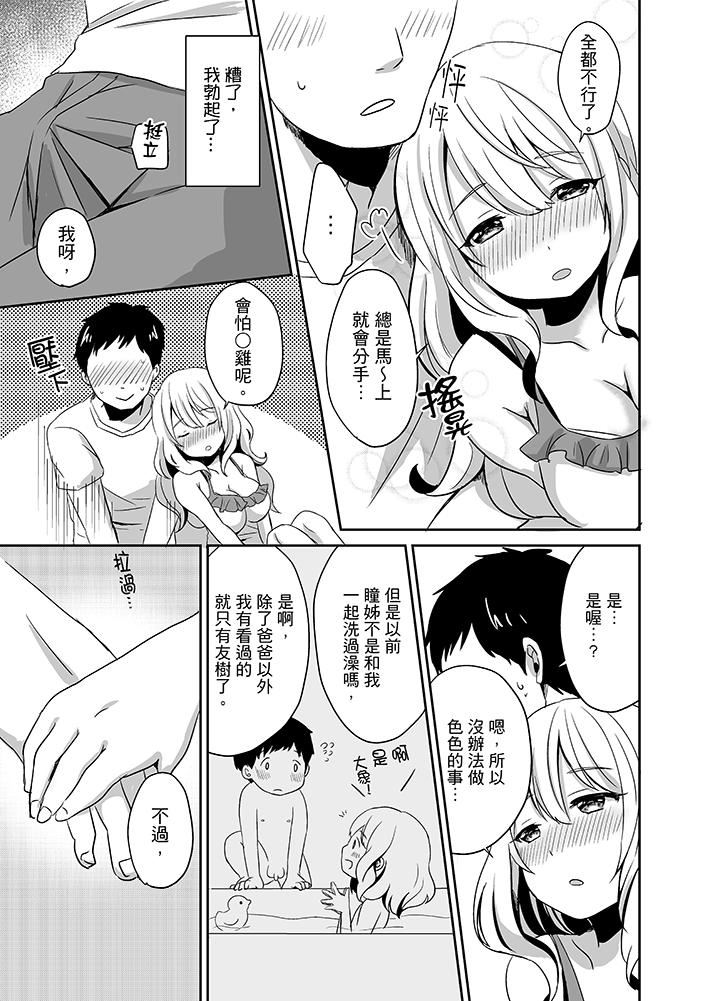 全都不行了。
怦
怦
…
總是馬～上
就會分手…
搖晃
糟了，
我勃起了…
挺立
我呀，
會怕○雞呢。
壓下
是…
是喔…？
嗯，所以
沒辦法做
色色的事…
但是以前
瞳姊不是和我
一起洗過澡嗎，
是啊，
除了爸爸以外
我有看過的
就只有友樹了。
是啊
大象！
拉過…
不過，